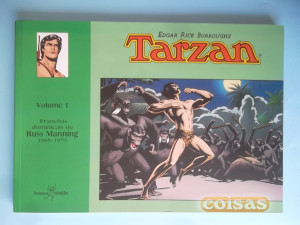 EDGAR RICE BURROUGHS
TARZAN
Volume 1
Pranchas
dominicais de
Russ Manning
coisas